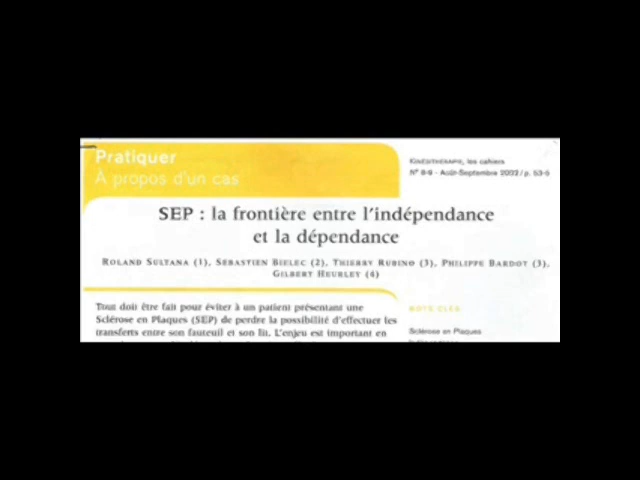 Pratiquer
À propos d'un cas
KINÉSITHÉRAPIE, les cahiers
N° 8-9 - Août-Septembre 2002 / p. 53-5
SEP : la frontière entre l'indépendance
et la dépendance
ROLAND SULTANA (1), SÉBASTIEN BIELEC (2), THIERRY RUBINO (3), PHILIPPE BARDOT (3),
GILBERT HEURLEY (4)
Tout doit être fait pour éviter à un patient présentant une
Sclérose en Plaques (SEP) de perdre la possibilité d'effectuer les
transferts entre son fauteuil et son lit. L'enjeu est important en
MOTS CLÉS
Sclérose en Plaques